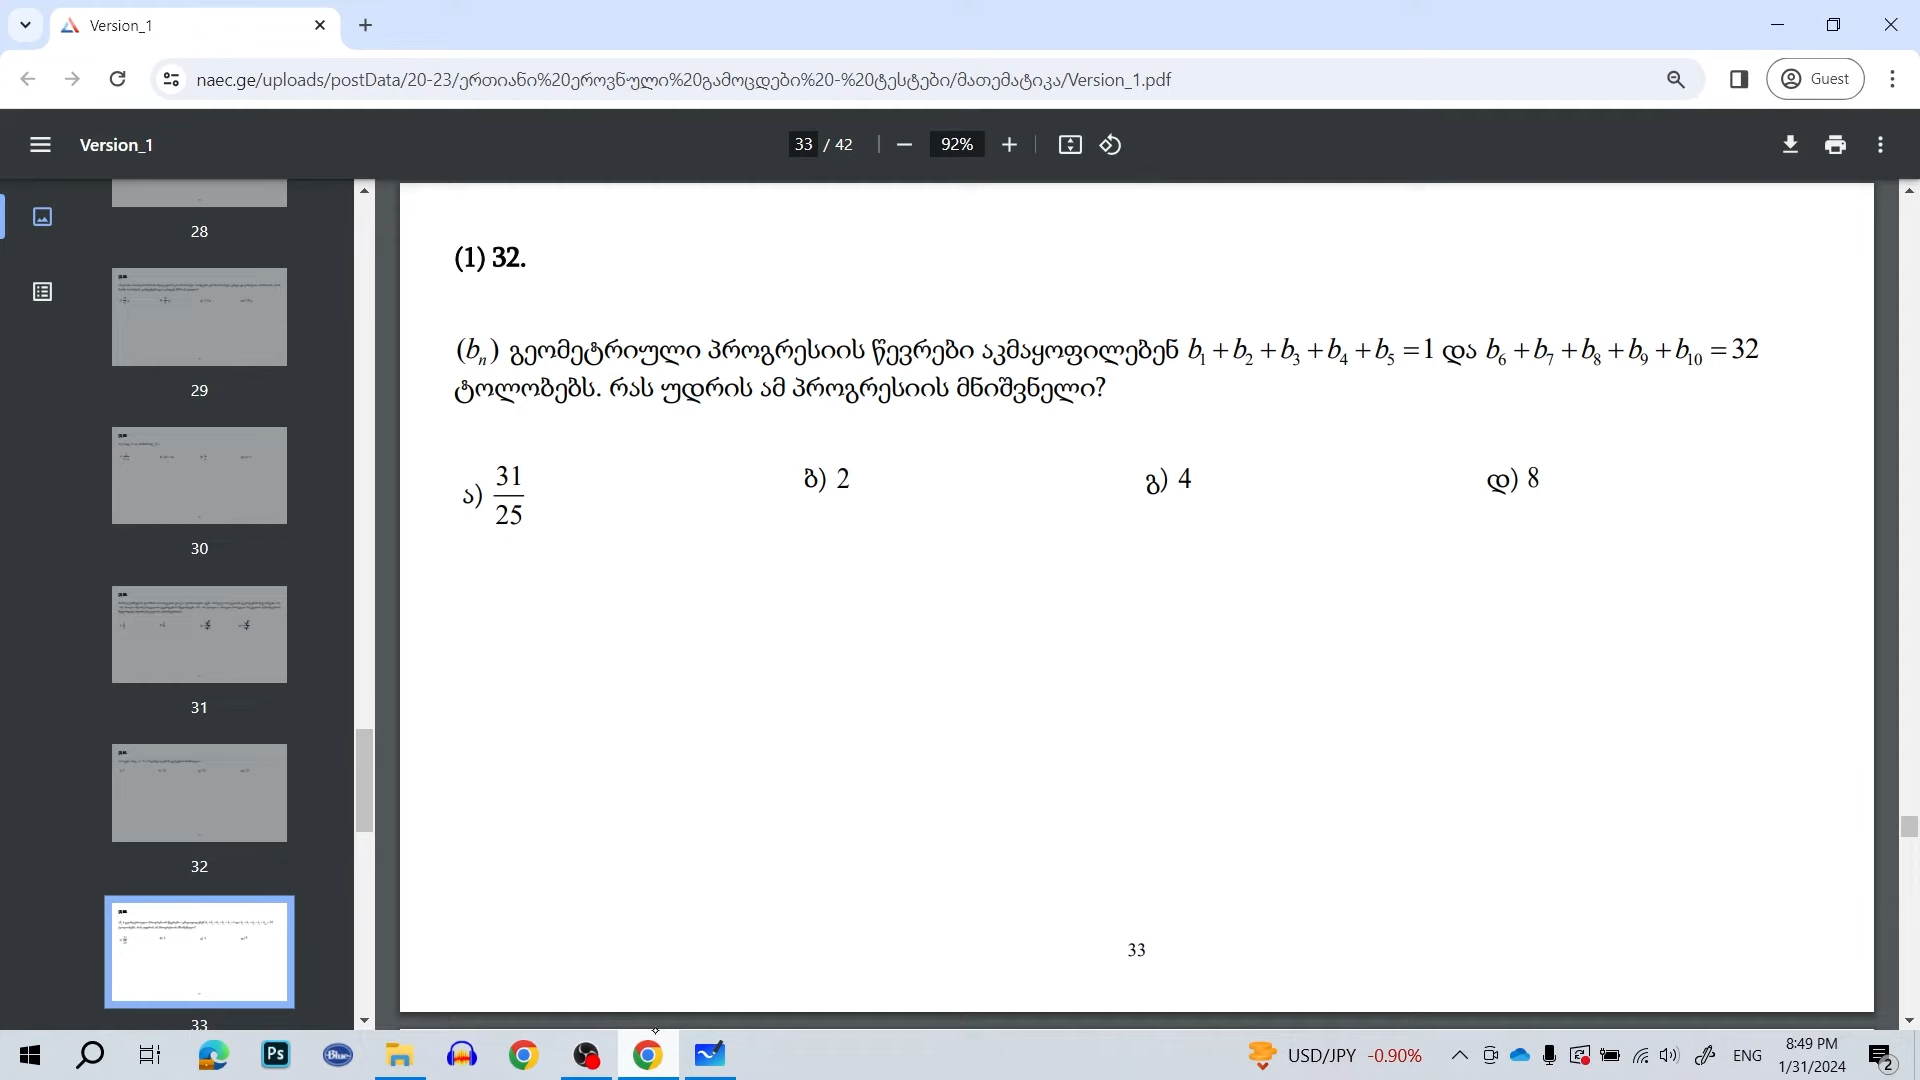 Version_1
naec.ge/uploads/postData/20-23/ერთიანი%20ეროვნული%20გამოცდები%20-%20ტესტები/მათემატიკა/Version_1.pdf
Guest
Version_1
33 / 42
92%
28
29
30
31
32
33
(1) 32.
(bₙ) გეომეტრიული პროგრესიის წევრები აკმაყოფილებენ b₁ + b₂ + b₃ + b₄ + b₅ = 1 და b₆ + b₇ + b₈ + b₉ + b₁₀ = 32
ტოლობებს. რას უდრის ამ პროგრესიის მნიშვნელი?
ა) 31/25 ბ) 2 გ) 4 დ) 8
33
Ps
Blue
USD/JPY -0.90%
ENG
8:49 PM
1/31/2024
2